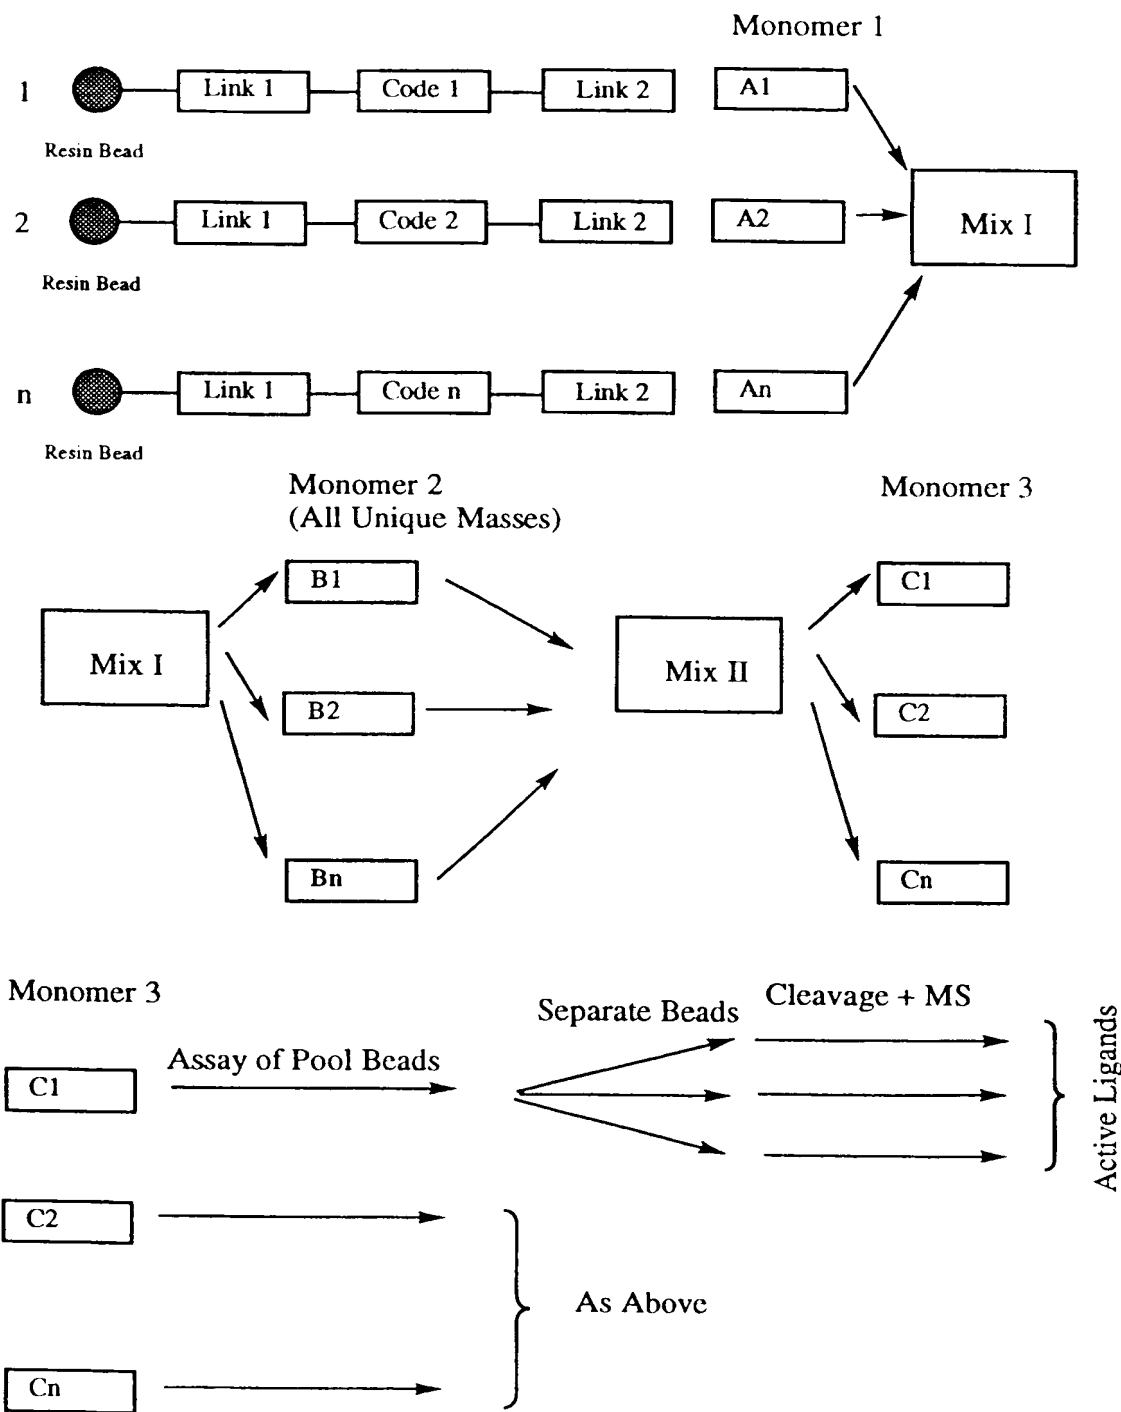 Monomer 1
1 Link 1 Code 1 Link 2 A1
Resin Bead
2 Link 1 Code 2 Link 2 A2 Mix I
Resin Bead
n Link 1 Code n Link 2 An
Resin Bead
Monomer 2
(All Unique Masses)
Monomer 3
B1 C1
Mix I Mix II
B2 C2
Bn Cn
Monomer 3
Separate Beads
Cleavage + MS
Assay of Pool Beads
C1
Active Ligands
C2
As Above
Cn